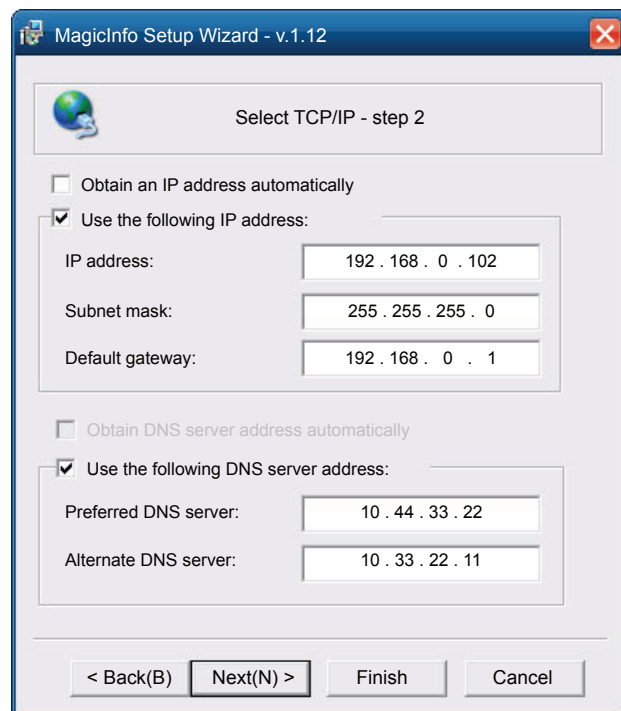 MagicInfo Setup Wizard - v.1.12
Select TCP/IP - step 2
Obtain an IP address automatically
Use the following IP address:
IP address: 192 . 168 . 0 . 102
Subnet mask: 255 . 255 . 255 . 0
Default gateway: 192 . 168 . 0 . 1
Obtain DNS server address automatically
Use the following DNS server address:
Preferred DNS server: 10 . 44 . 33 . 22
Alternate DNS server: 10 . 33 . 22 . 11
< Back(B) Next(N) > Finish Cancel